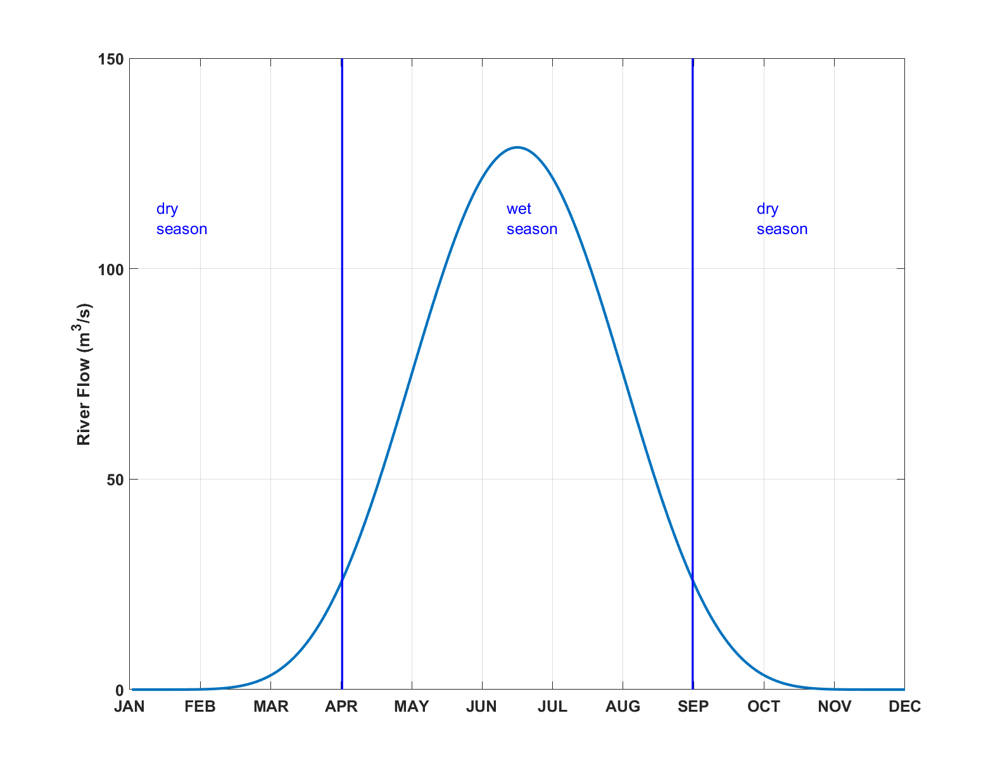 150
100
50
0
River Flow (m³/s)
dry
season
wet
season
dry
season
JAN FEB MAR APR MAY JUN JUL AUG SEP OCT NOV DEC